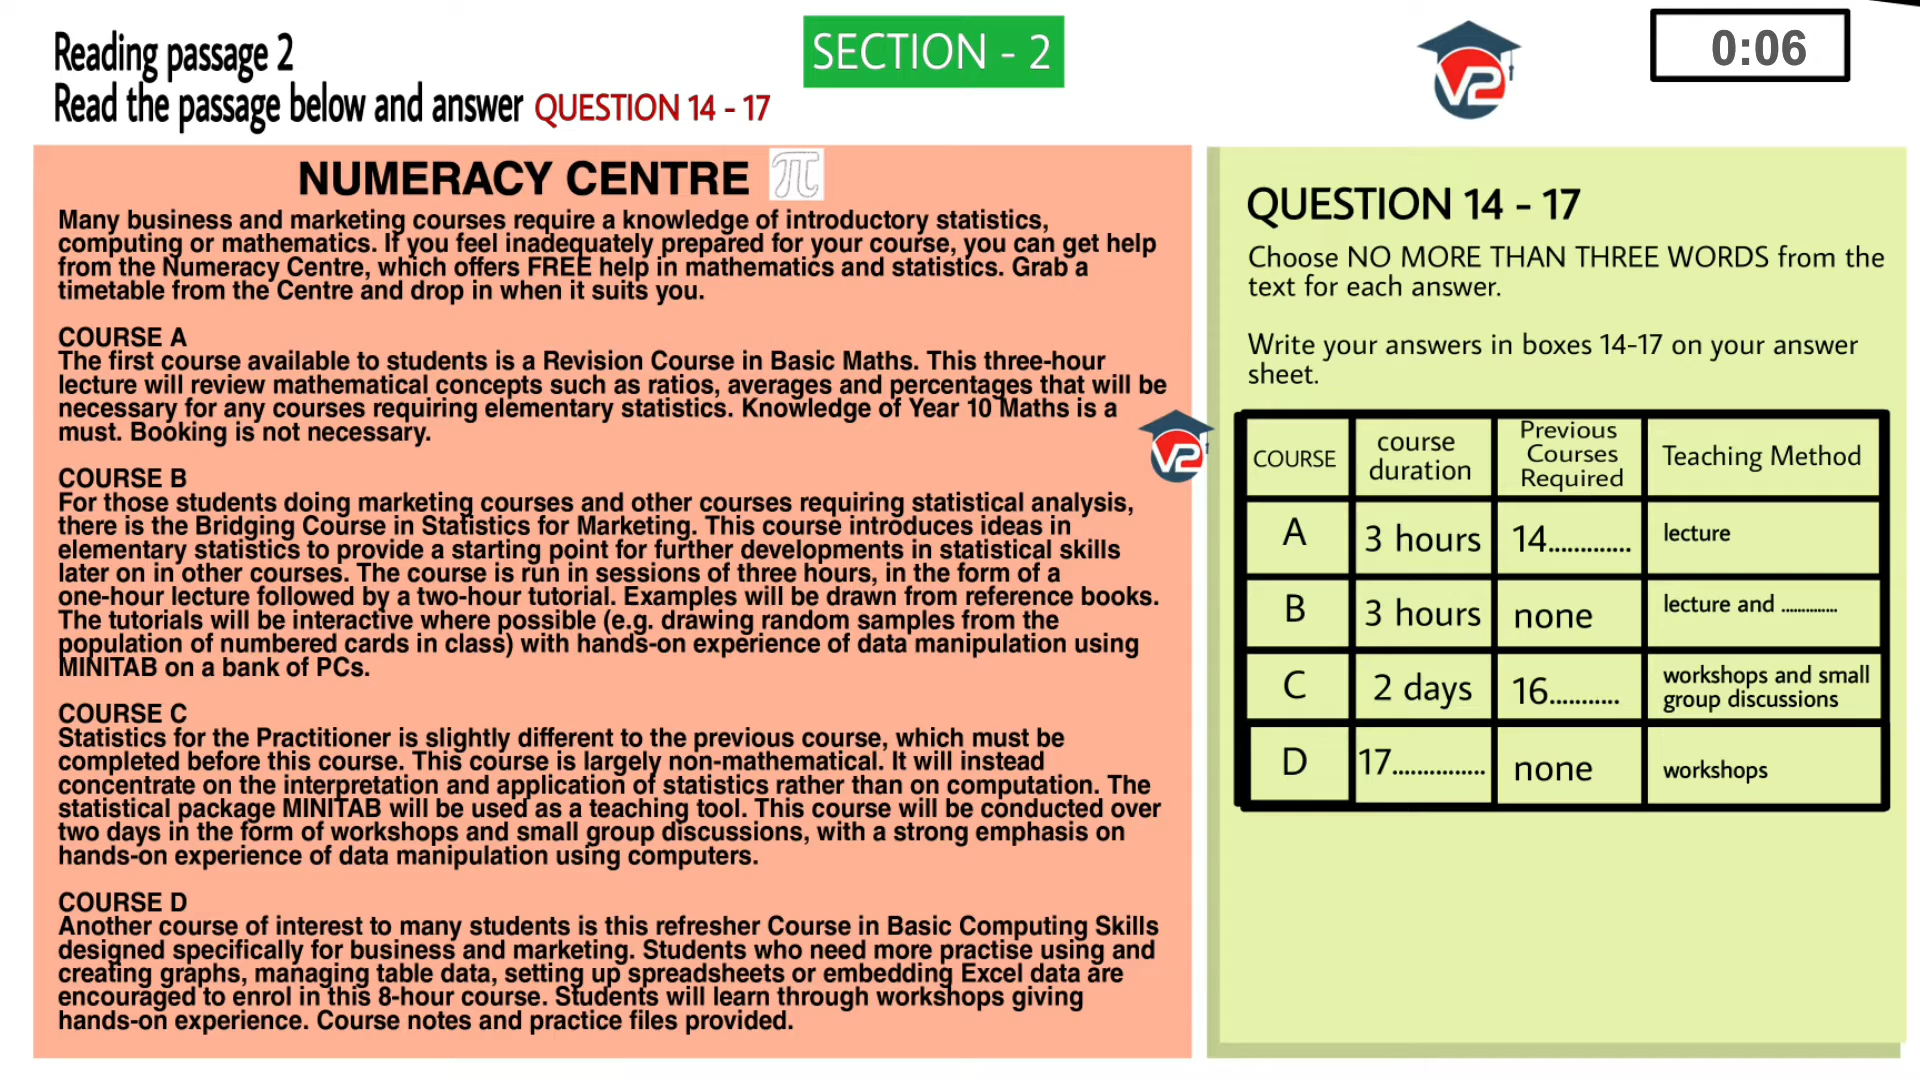 Reading passage 2
Read the passage below and answer QUESTION 14 - 17
SECTION - 2
V2
0:06
NUMERACY CENTRE π
Many business and marketing courses require a knowledge of introductory statistics,
computing or mathematics. If you feel inadequately prepared for your course, you can get help
from the Numeracy Centre, which offers FREE help in mathematics and statistics. Grab a
timetable from the Centre and drop in when it suits you.
COURSE A
The first course available to students is a Revision Course in Basic Maths. This three-hour
lecture will review mathematical concepts such as ratios, averages and percentages that will be
necessary for any courses requiring elementary statistics. Knowledge of Year 10 Maths is a
must. Booking is not necessary.
COURSE B
For those students doing marketing courses and other courses requiring statistical analysis,
there is the Bridging Course in Statistics for Marketing. This course introduces ideas in
elementary statistics to provide a starting point for further developments in statistical skills
later on in other courses. The course is run in sessions of three hours, in the form of a
one-hour lecture followed by a two-hour tutorial. Examples will be drawn from reference books.
The tutorials will be interactive where possible (e.g. drawing random samples from the
population of numbered cards in class) with hands-on experience of data manipulation using
MINITAB on a bank of PCs.
COURSE C
Statistics for the Practitioner is slightly different to the previous course, which must be
completed before this course. This course is largely non-mathematical. It will instead
concentrate on the interpretation and application of statistics rather than on computation. The
statistical package MINITAB will be used as a teaching tool. This course will be conducted over
two days in the form of workshops and small group discussions, with a strong emphasis on
hands-on experience of data manipulation using computers.
COURSE D
Another course of interest to many students is this refresher Course in Basic Computing Skills
designed specifically for business and marketing. Students who need more practise using and
creating graphs, managing table data, setting up spreadsheets or embedding Excel data are
encouraged to enrol in this 8-hour course. Students will learn through workshops giving
hands-on experience. Course notes and practice files provided.
V2
QUESTION 14 - 17
Choose NO MORE THAN THREE WORDS from the
text for each answer.
Write your answers in boxes 14-17 on your answer
sheet.
COURSE
course
duration
Previous
Courses
Required
Teaching Method
A
3 hours
14.............
lecture
B
3 hours
none
lecture and ..............
C
2 days
16...........
workshops and small
group discussions
D
17...............
none
workshops